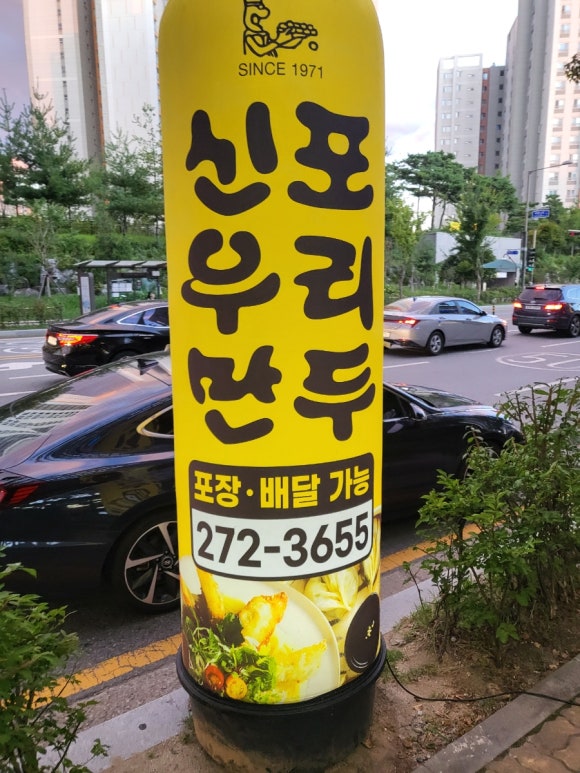 SINCE 1971
신포
우리
만두
포장·배달 가능
272-3655